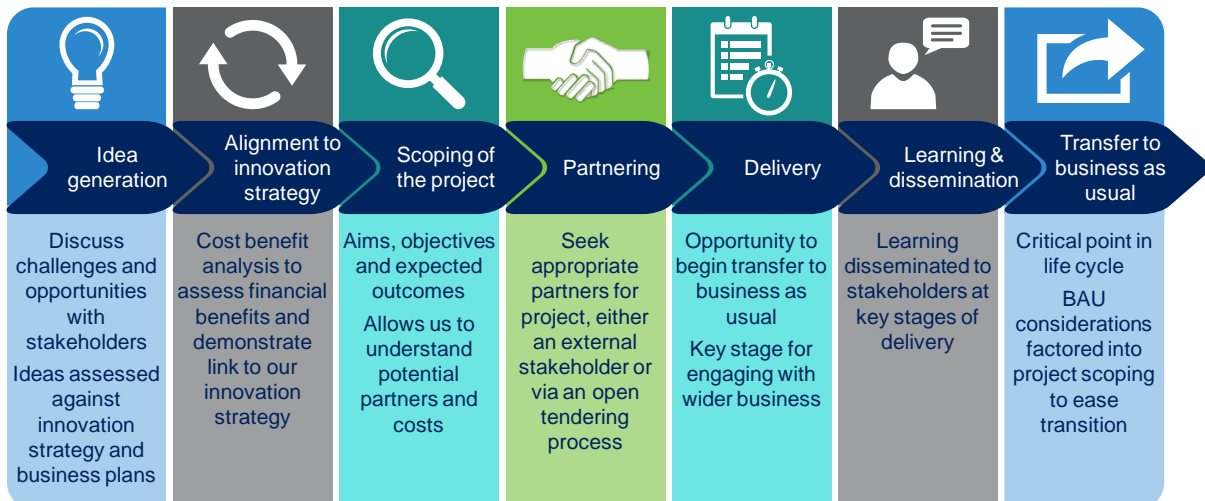 Idea
generation
Alignment to
innovation
strategy
Scoping of
the project
Partnering
Delivery
Learning &
dissemination
Transfer to
business as
usual
Discuss
challenges and
opportunities
with
stakeholders
Ideas assessed
against
innovation
strategy and
business plans
Cost benefit
analysis to
assess financial
benefits and
demonstrate
link to our
innovation
strategy
Aims, objectives
and expected
outcomes
Allows us to
understand
potential
partners and
costs
Seek
appropriate
partners for
project, either
an external
stakeholder or
via an open
tendering
process
Opportunity to
begin transfer to
business as
usual
Key stage for
engaging with
wider business
Learning
disseminated to
stakeholders at
key stages of
delivery
Critical point in
life cycle
BAU
considerations
factored into
project scoping
to ease
transition